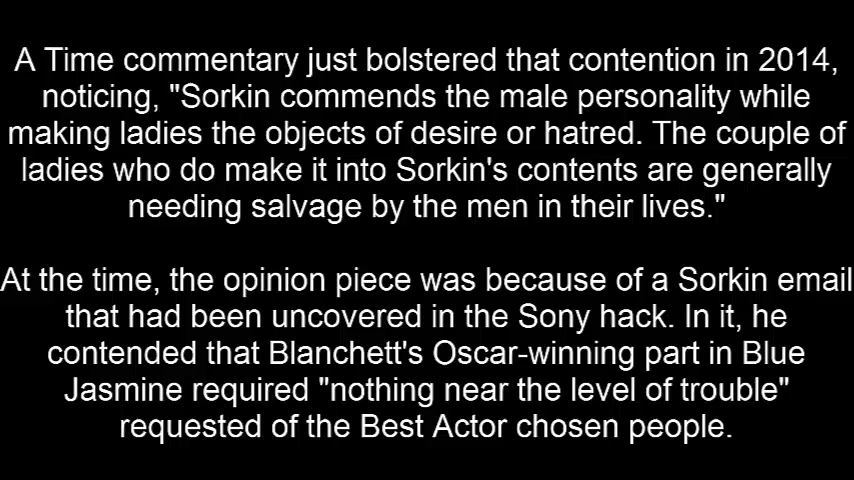 A Time commentary just bolstered that contention in 2014,
noticing, "Sorkin commends the male personality while
making ladies the objects of desire or hatred. The couple of
ladies who do make it into Sorkin's contents are generally
needing salvage by the men in their lives."
At the time, the opinion piece was because of a Sorkin email
that had been uncovered in the Sony hack. In it, he
contended that Blanchett's Oscar-winning part in Blue
Jasmine required "nothing near the level of trouble"
requested of the Best Actor chosen people.